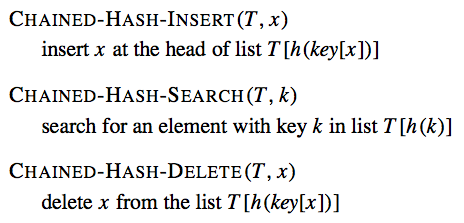 CHAINED-HASH-INSERT(T, x)
insert x at the head of list T[h(key[x])]
CHAINED-HASH-SEARCH(T, k)
search for an element with key k in list T[h(k)]
CHAINED-HASH-DELETE(T, x)
delete x from the list T[h(key[x])]